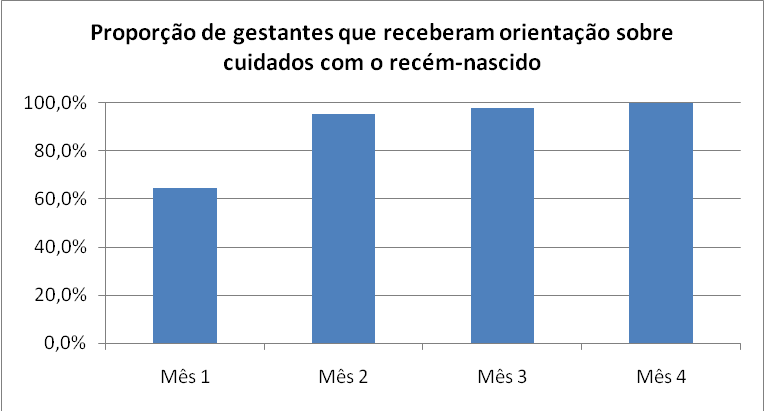 Proporção de gestantes que receberam orientação sobre
cuidados com o recém-nascido
100,0%
80,0%
60,0%
40,0%
20,0%
0,0%
Mês 1 Mês 2 Mês 3 Mês 4